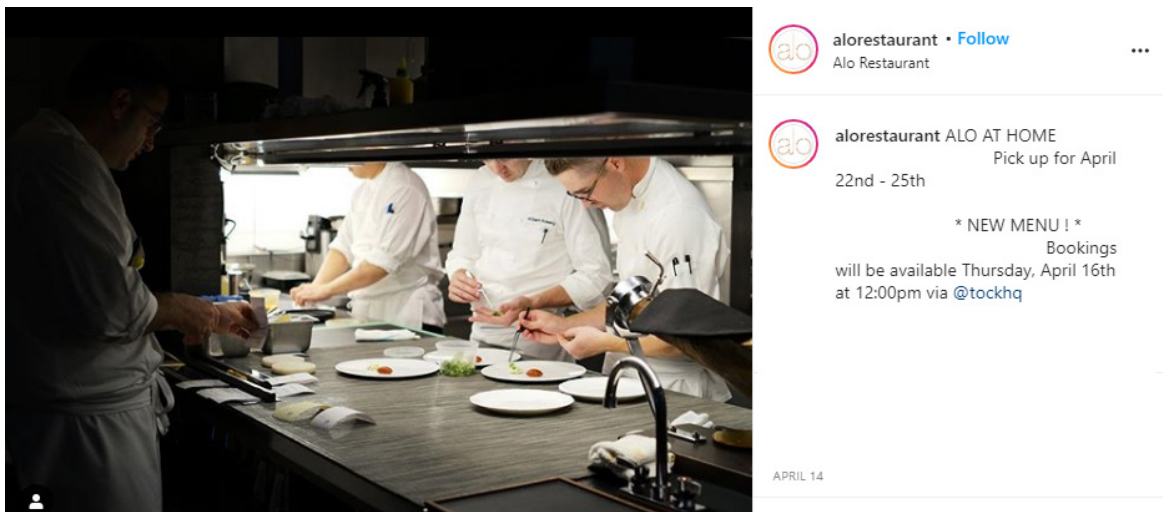 alo
alorestaurant • Follow
Alo Restaurant
alo
alorestaurant ALO AT HOME
Pick up for April
22nd - 25th
* NEW MENU ! *
Bookings
will be available Thursday, April 16th
at 12:00pm via @tockhq
APRIL 14